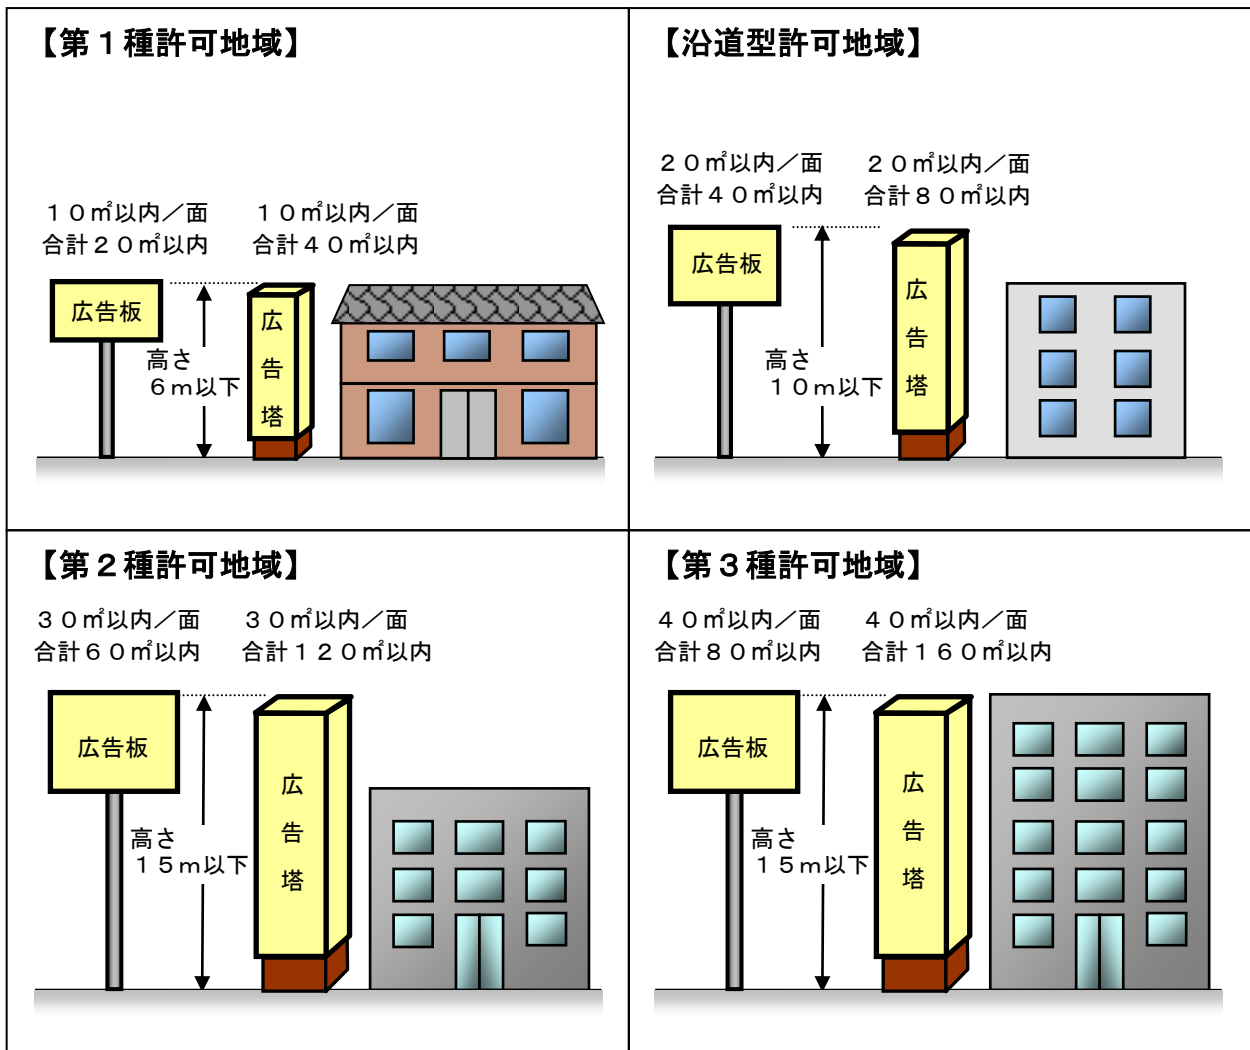 【第１種許可地域】
１０㎡以内／面
合計２０㎡以内
１０㎡以内／面
合計４０㎡以内
広告板
高さ
６ｍ以下
広告塔
【沿道型許可地域】
２０㎡以内／面
合計４０㎡以内
２０㎡以内／面
合計８０㎡以内
広告板
高さ
１０ｍ以下
広告塔
【第２種許可地域】
３０㎡以内／面
合計６０㎡以内
３０㎡以内／面
合計１２０㎡以内
広告板
高さ
１５ｍ以下
広告塔
【第３種許可地域】
４０㎡以内／面
合計８０㎡以内
４０㎡以内／面
合計１６０㎡以内
広告板
高さ
１５ｍ以下
広告塔